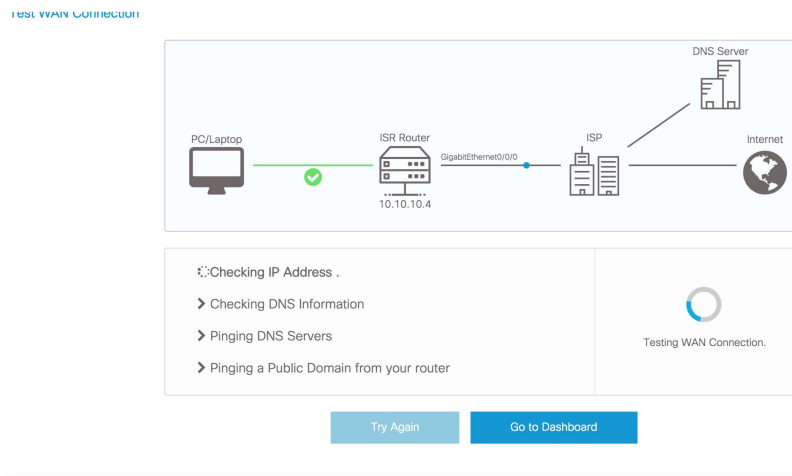 Test WAN Connection
DNS Server
PC/Laptop
ISR Router
ISP
Internet
GigabitEthernet0/0/0
10.10.10.4
Checking IP Address .
Checking DNS Information
Pinging DNS Servers
Pinging a Public Domain from your router
Testing WAN Connection.
Try Again
Go to Dashboard